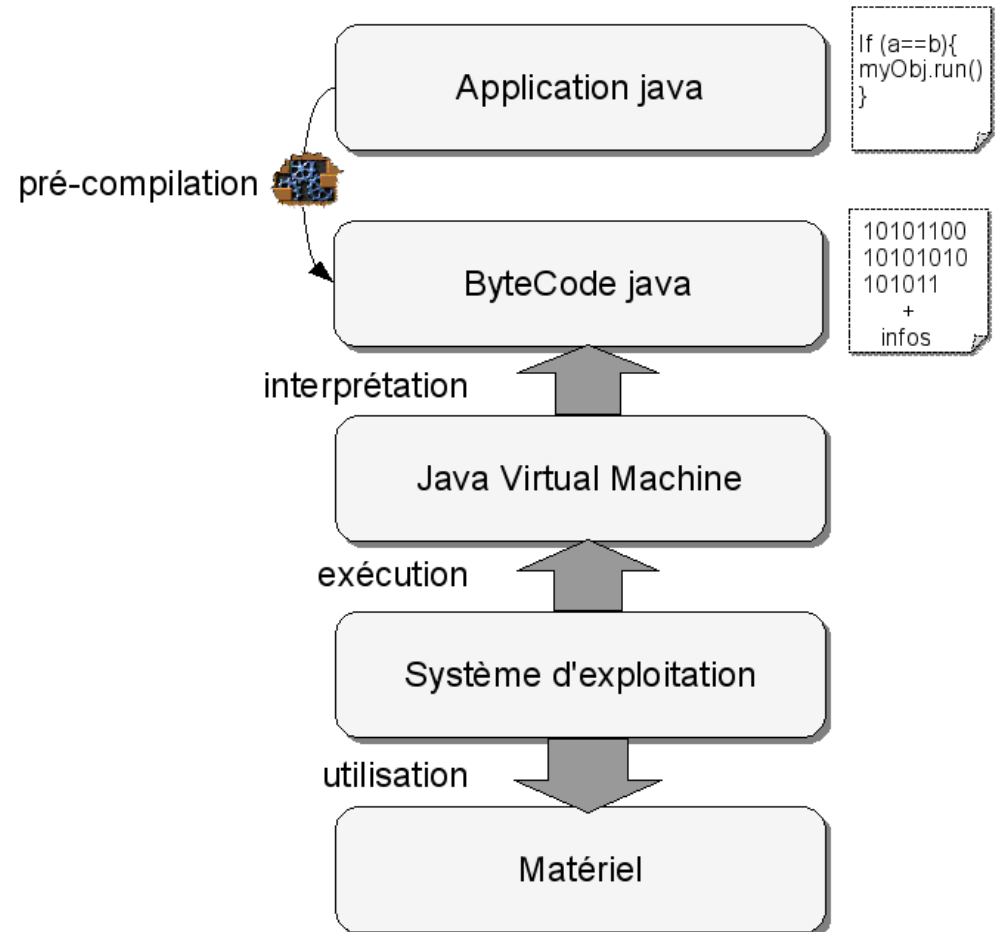 Application java
If (a==b){
myObj.run()
}
pré-compilation
ByteCode java
10101100
10101010
101011
+
infos
interprétation
Java Virtual Machine
exécution
Système d'exploitation
utilisation
Matériel